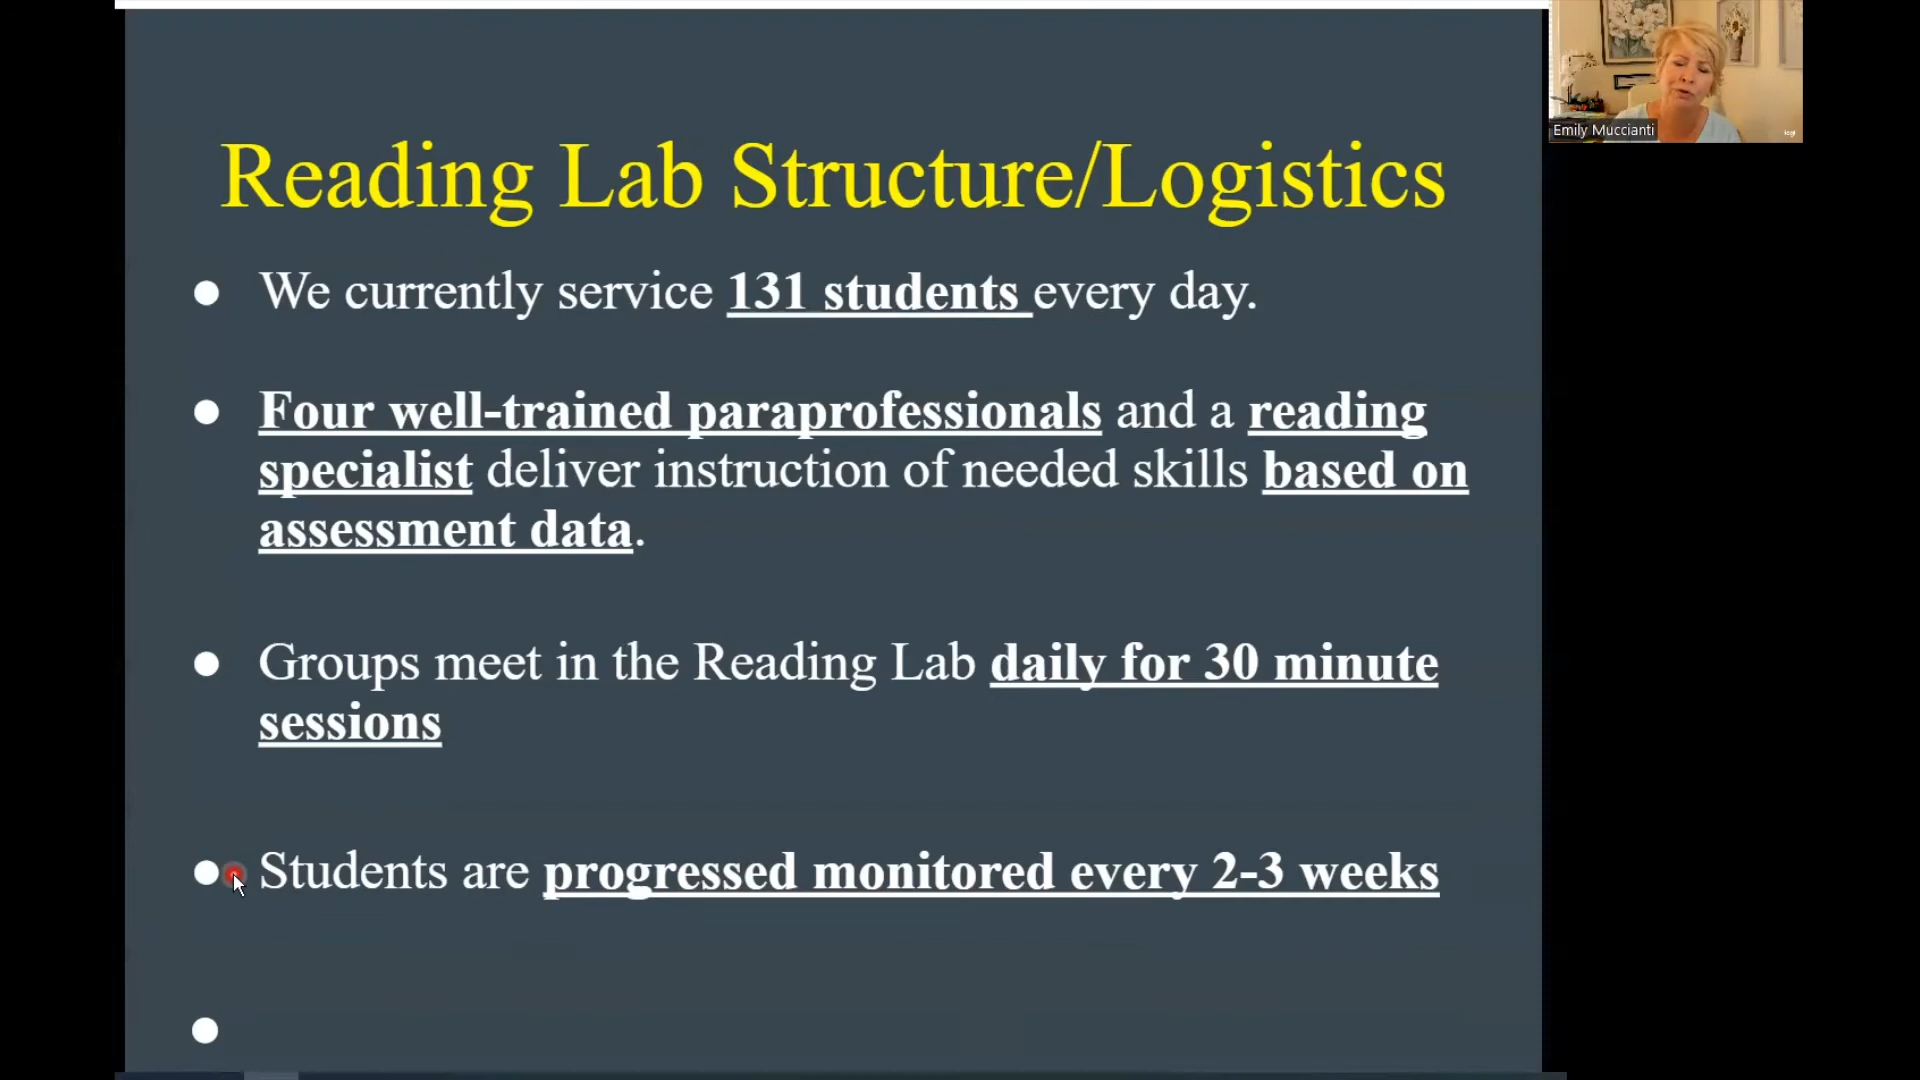 Reading Lab Structure/Logistics
We currently service 131 students every day.
Four well-trained paraprofessionals and a reading
specialist deliver instruction of needed skills based on
assessment data.
Groups meet in the Reading Lab daily for 30 minute
sessions
Students are progressed monitored every 2-3 weeks
Emily Muccianti